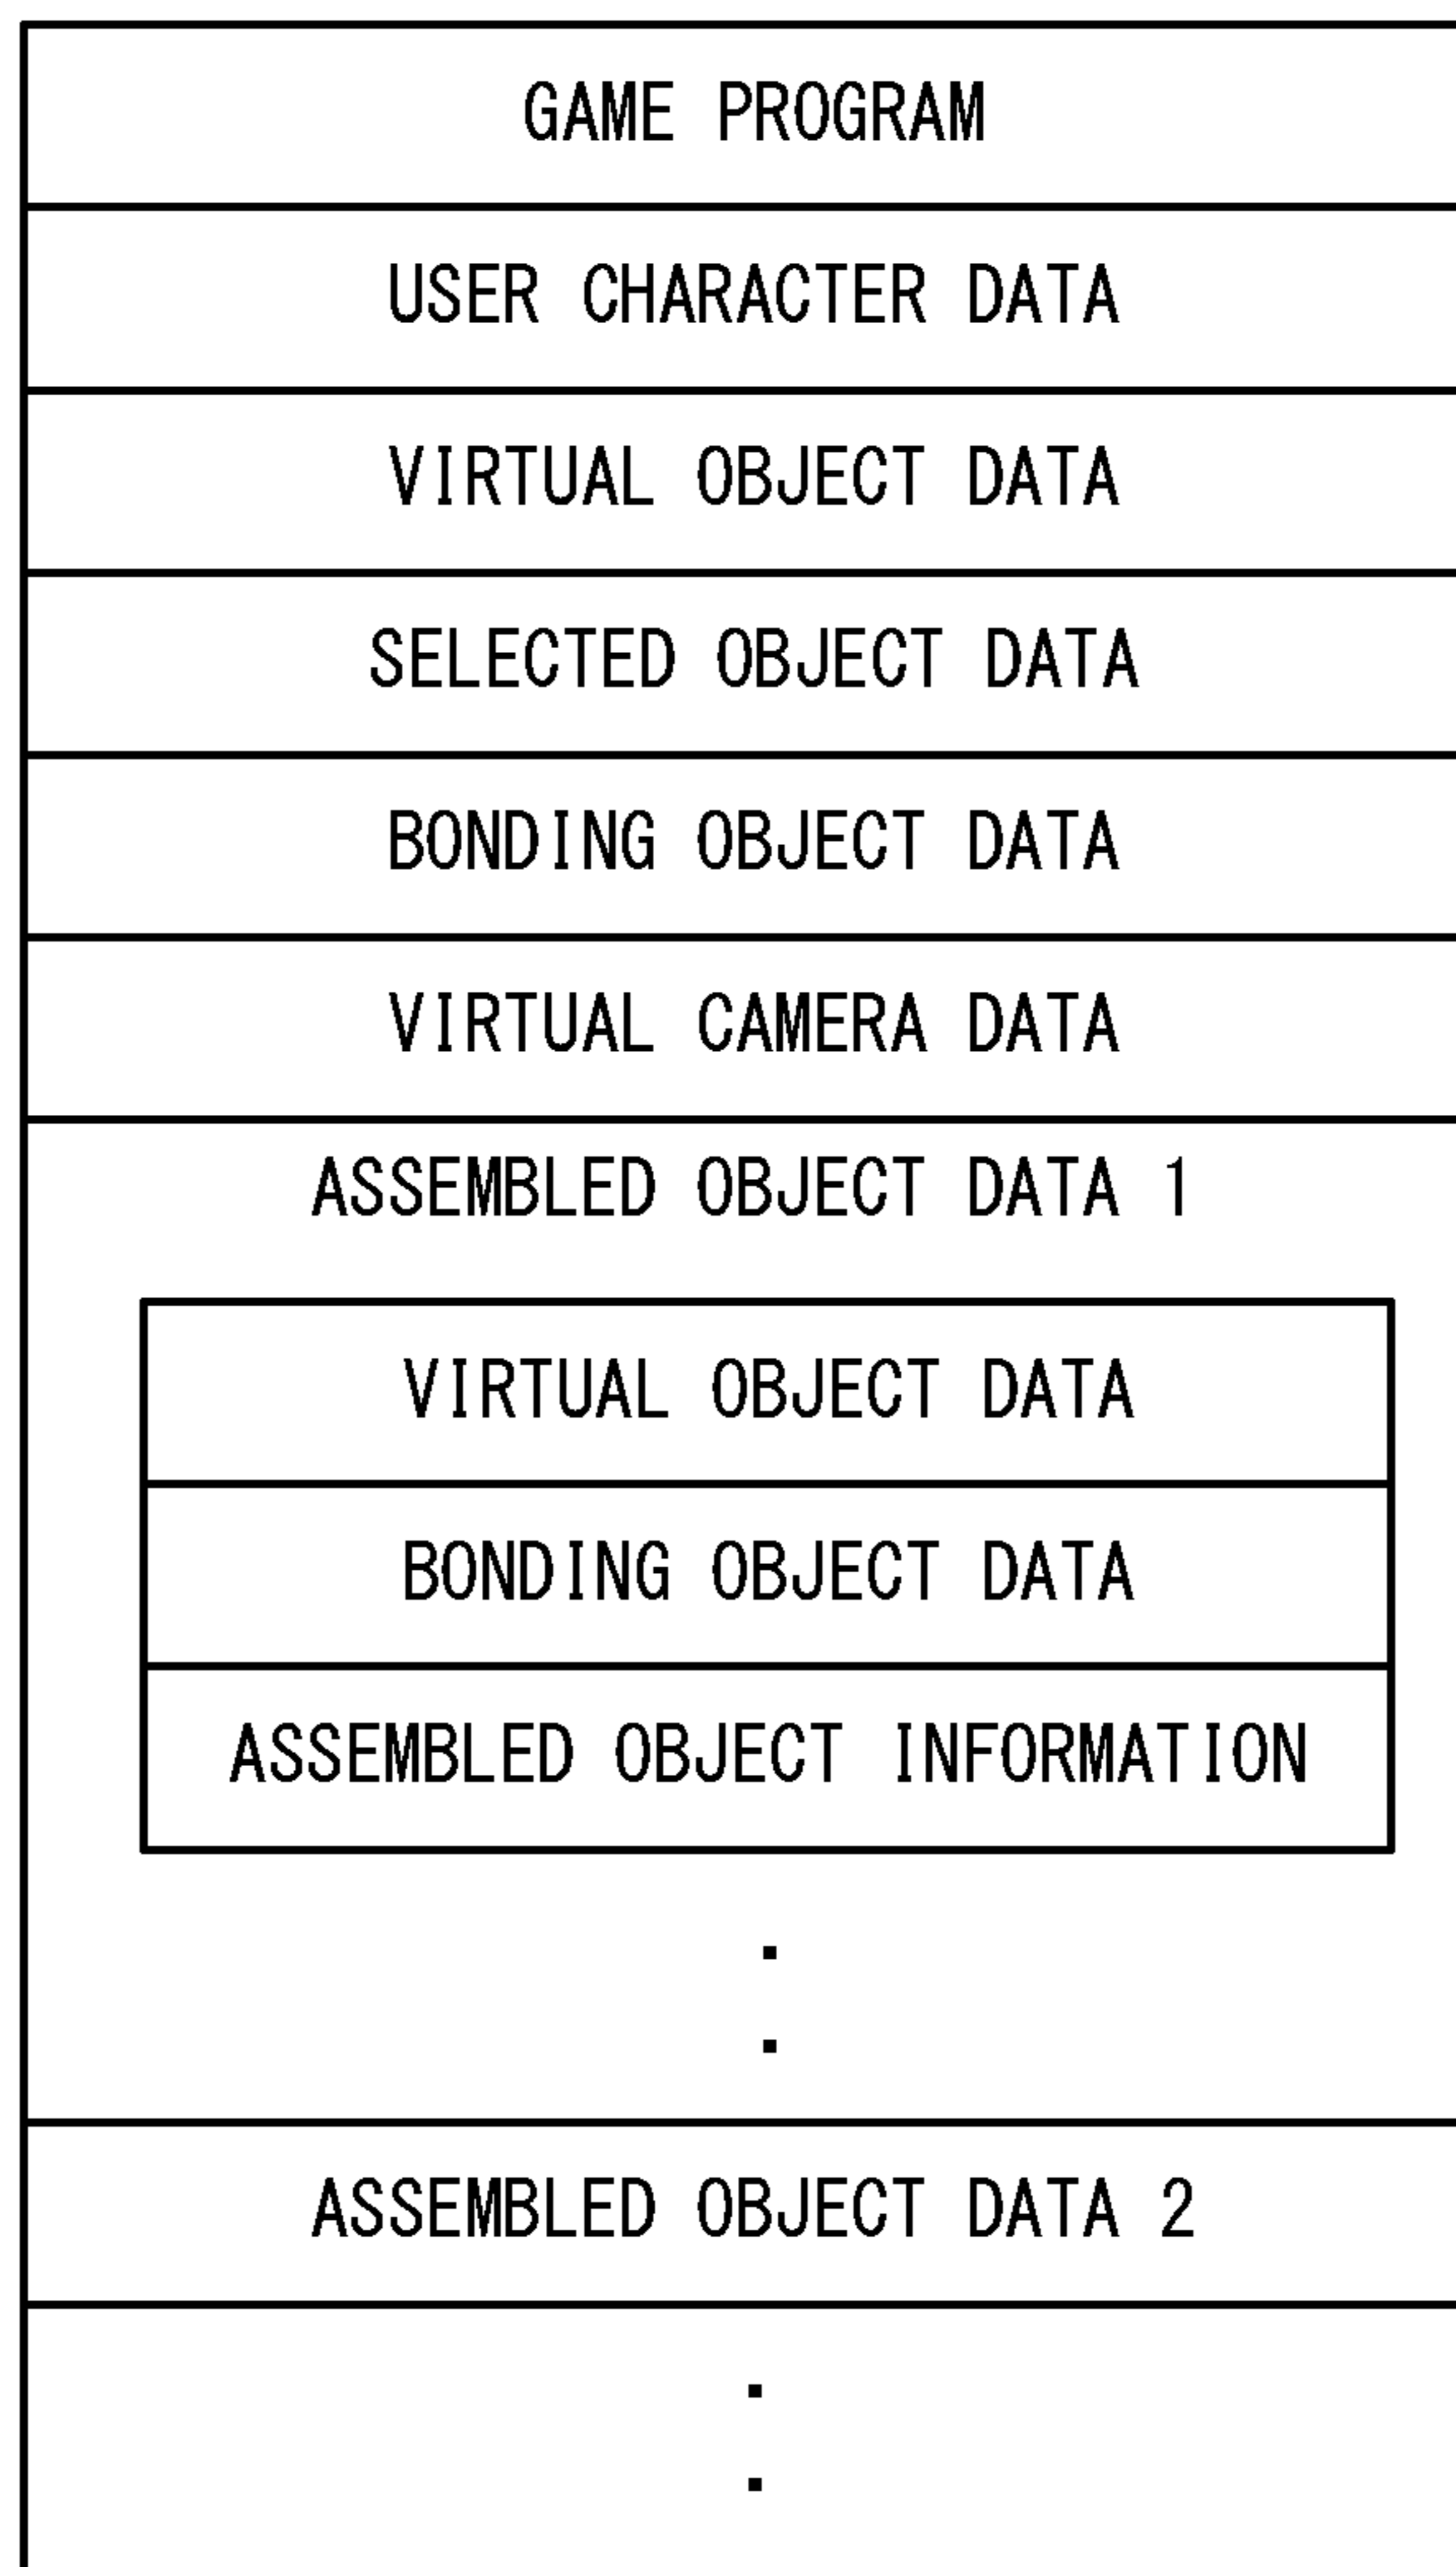 GAME PROGRAM
USER CHARACTER DATA
VIRTUAL OBJECT DATA
SELECTED OBJECT DATA
BONDING OBJECT DATA
VIRTUAL CAMERA DATA
ASSEMBLED OBJECT DATA 1
VIRTUAL OBJECT DATA
BONDING OBJECT DATA
ASSEMBLED OBJECT INFORMATION
ASSEMBLED OBJECT DATA 2